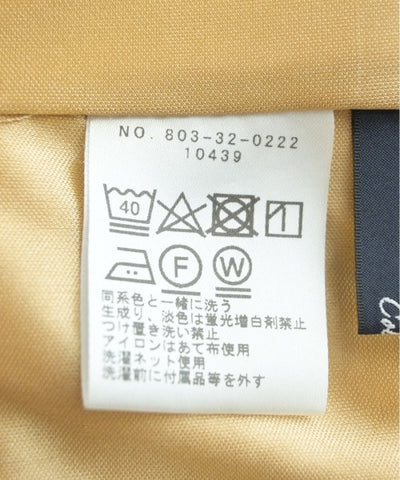 NO. 803-32-0222
10439
40
F W
同系色と一緒に洗う
生成り、淡色は蛍光増白剤禁止
つけ置き洗い禁止
アイロンはあて布使用
洗濯ネット使用
洗濯前に付属品等を外す